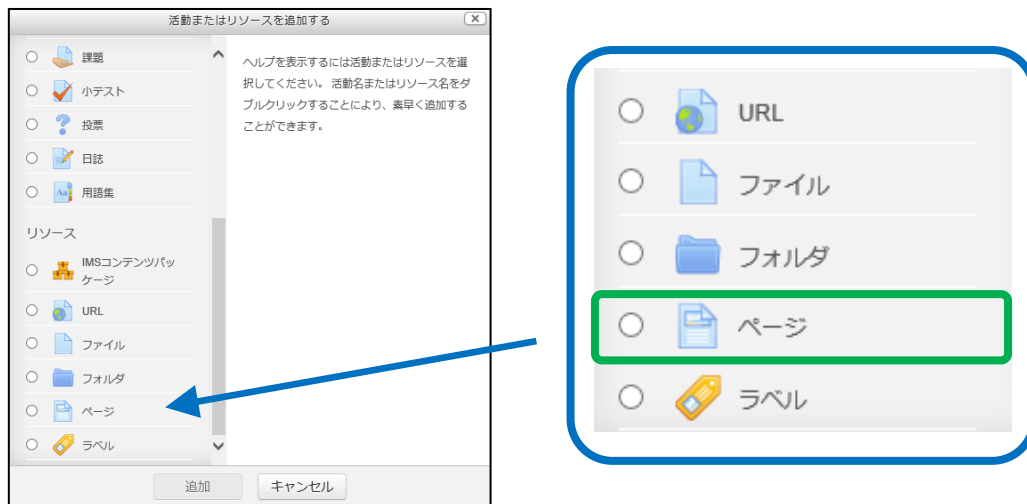 活動またはリソースを追加する
課題
小テスト
投票
日誌
Aa
用語集
リソース
IMSコンテンツパッ
ケージ
URL
ファイル
フォルダ
ページ
ラベル
ヘルプを表示するには活動またはリソースを選
択してください。 活動名またはリソース名をダ
ブルクリックすることにより、素早く追加する
ことができます。
追加
キャンセル
URL
ファイル
フォルダ
ページ
ラベル